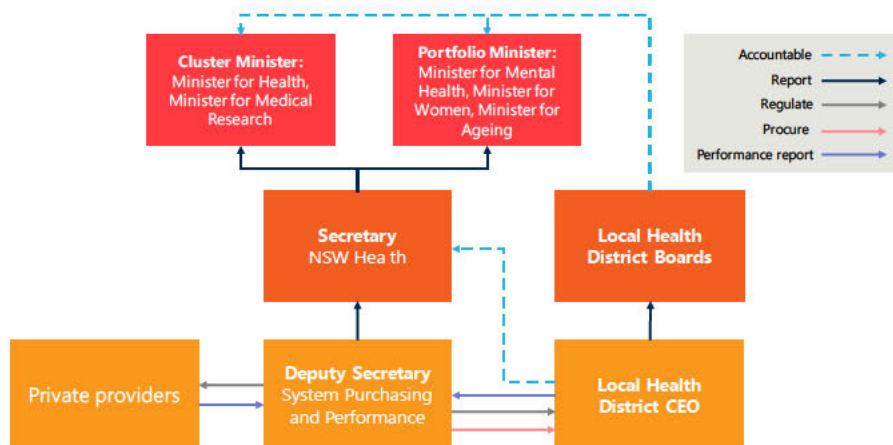 Cluster Minister:
Minister for Health,
Minister for Medical
Research
Portfolio Minister:
Minister for Mental
Health, Minister for
Women, Minister for
Ageing
Accountable
Report
Regulate
Procure
Performance report
Secretary
NSW Health
Local Health
District Boards
Private providers
Deputy Secretary
System Purchasing
and Performance
Local Health
District CEO